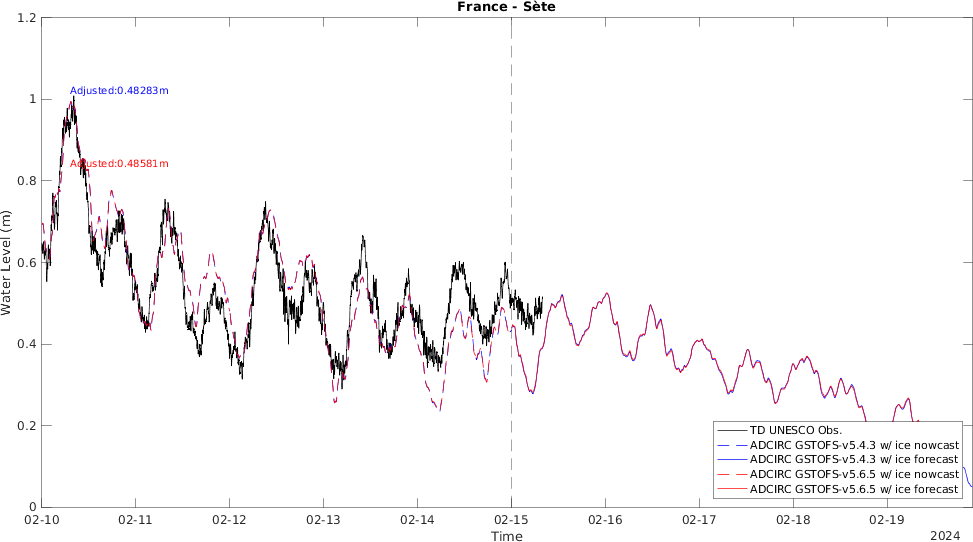 France - Sète
1.2
1
0.8
0.6
0.4
0.2
0
Water Level (m)
Adjusted:0.48283m
Adjusted:0.48581m
TD UNESCO Obs.
ADCIRC GSTOFS-v5.4.3 w/ ice nowcast
ADCIRC GSTOFS-v5.4.3 w/ ice forecast
ADCIRC GSTOFS-v5.6.5 w/ ice nowcast
ADCIRC GSTOFS-v5.6.5 w/ ice forecast
02-10 02-11 02-12 02-13 02-14 02-15 02-16 02-17 02-18 02-19
Time
2024